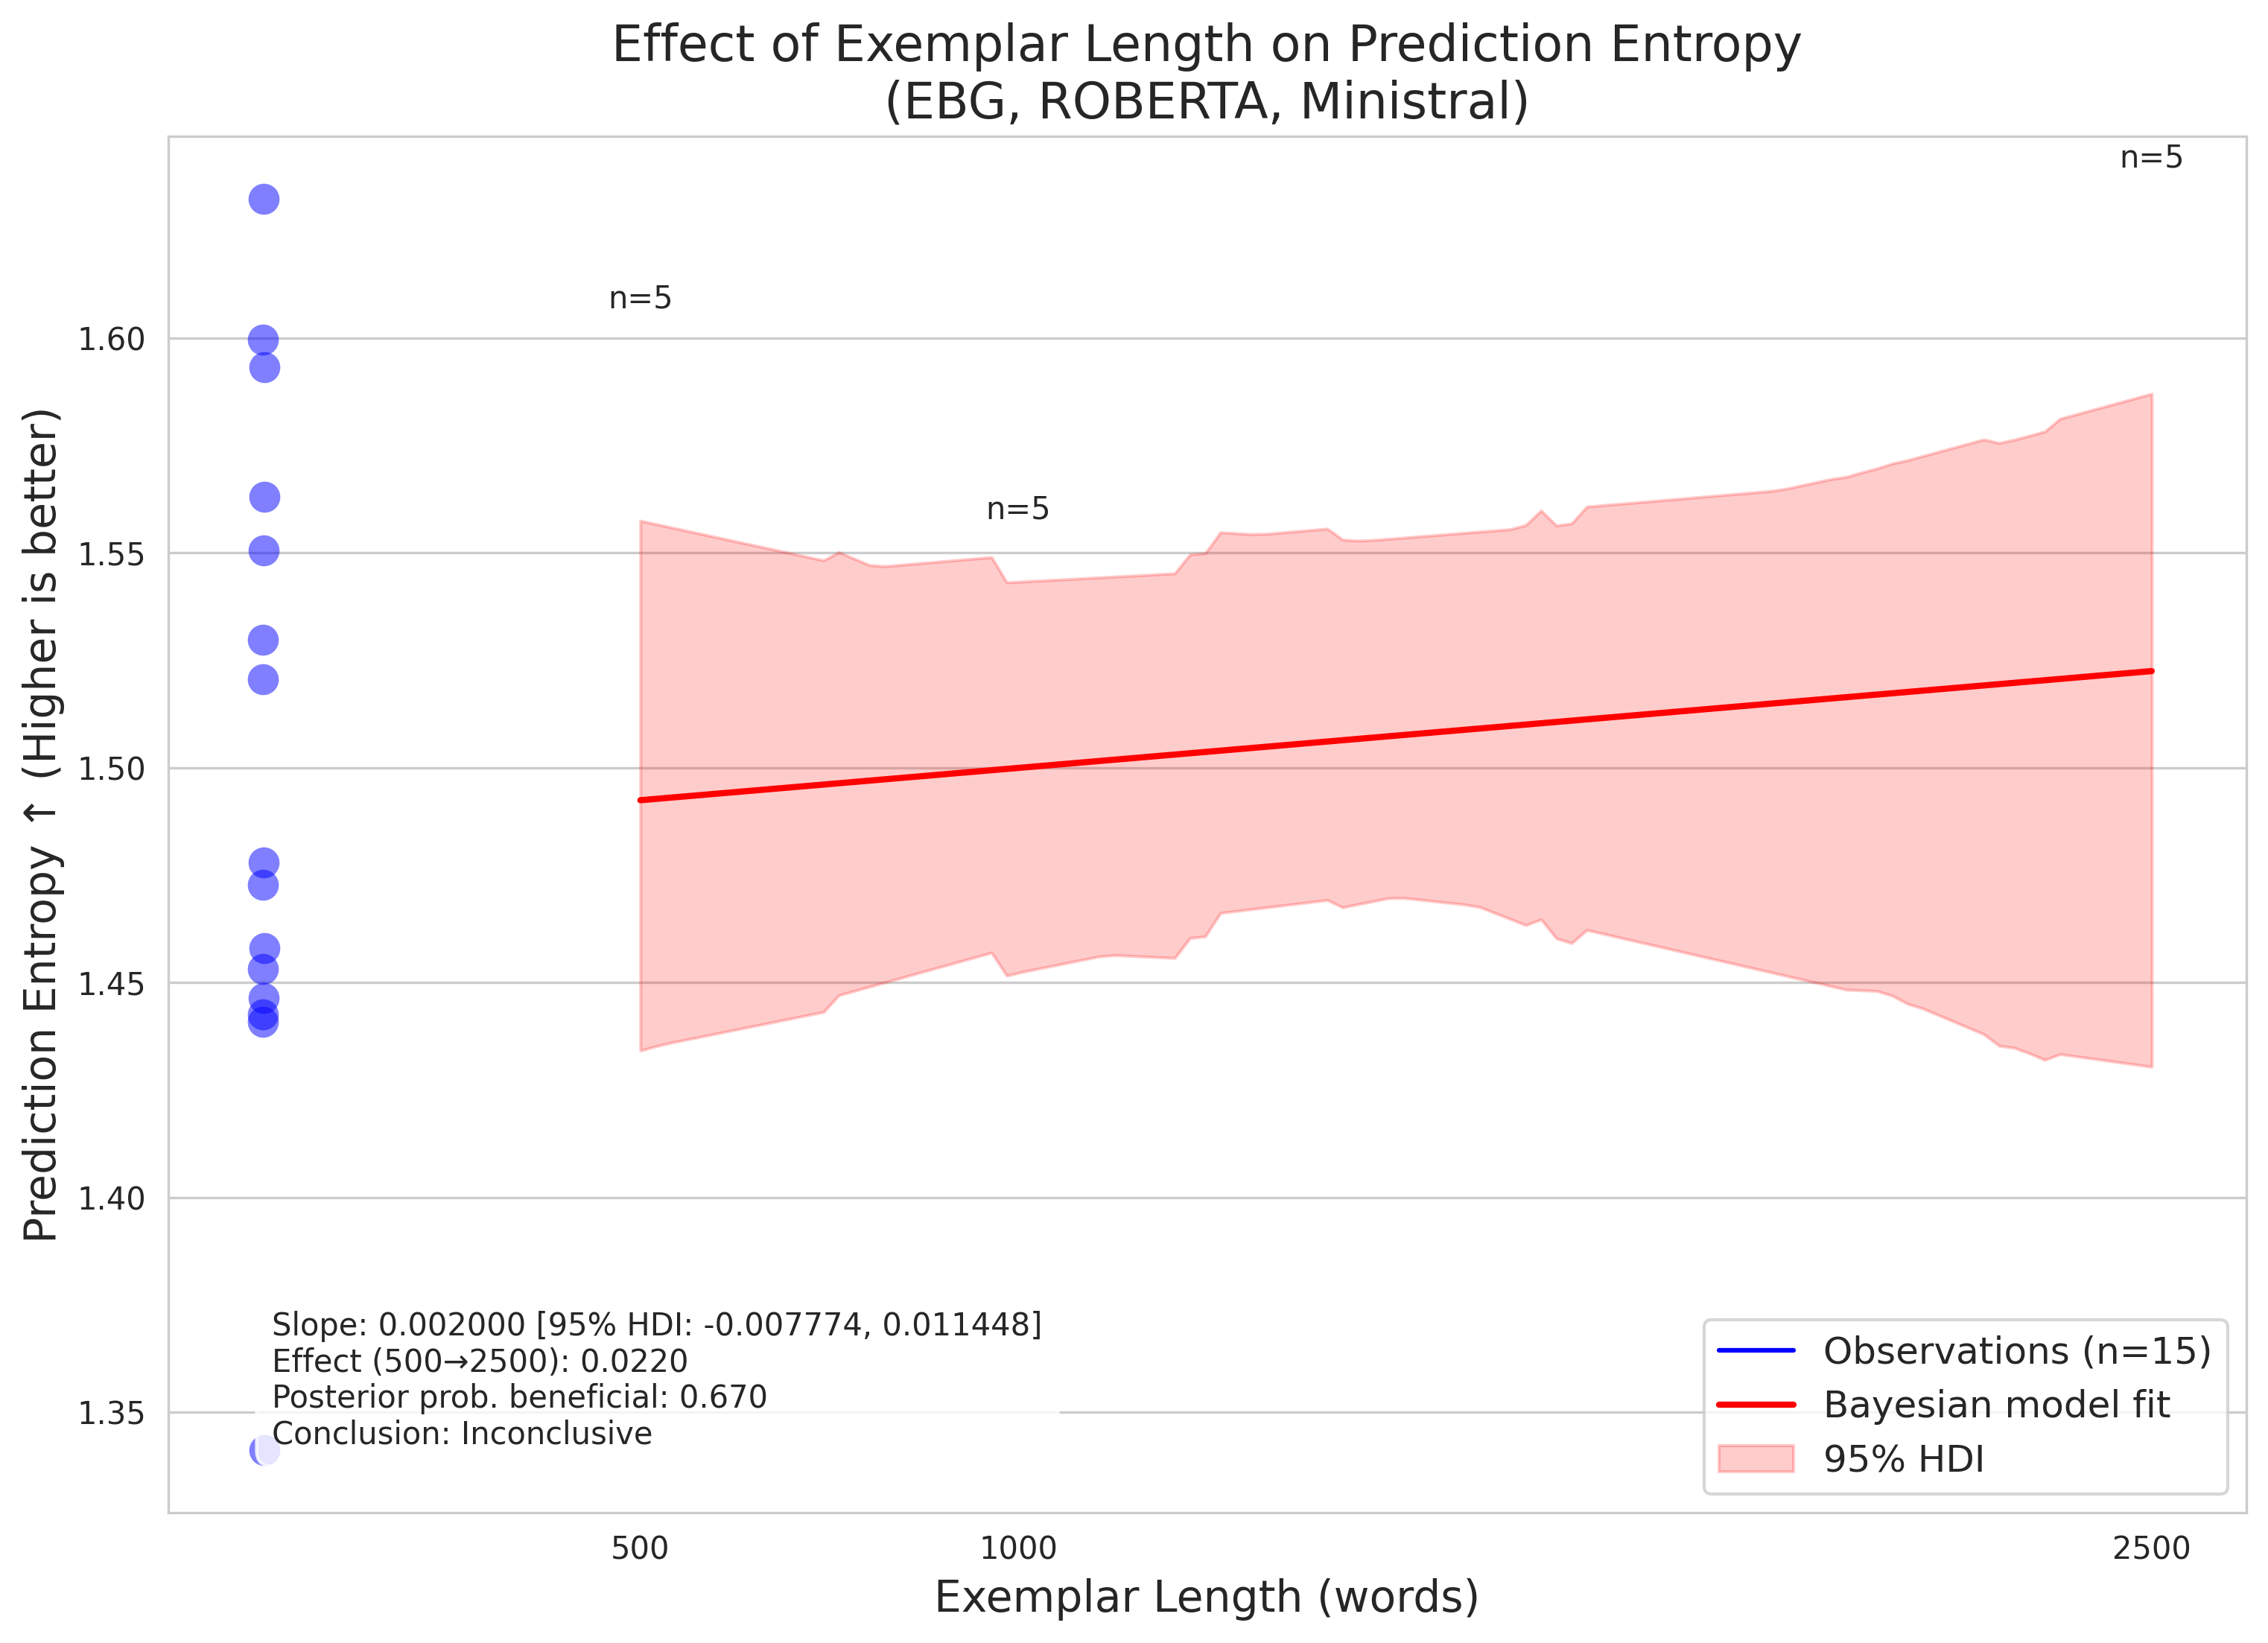 Effect of Exemplar Length on Prediction Entropy
(EBG, ROBERTA, Ministral)
n=5
n=5
n=5
Prediction Entropy ↑ (Higher is better)
1.60
1.55
1.50
1.45
1.40
1.35
Slope: 0.002000 [95% HDI: -0.007774, 0.011448]
Effect (500→2500): 0.0220
Posterior prob. beneficial: 0.670
Conclusion: Inconclusive
Observations (n=15)
Bayesian model fit
95% HDI
500
1000
2500
Exemplar Length (words)